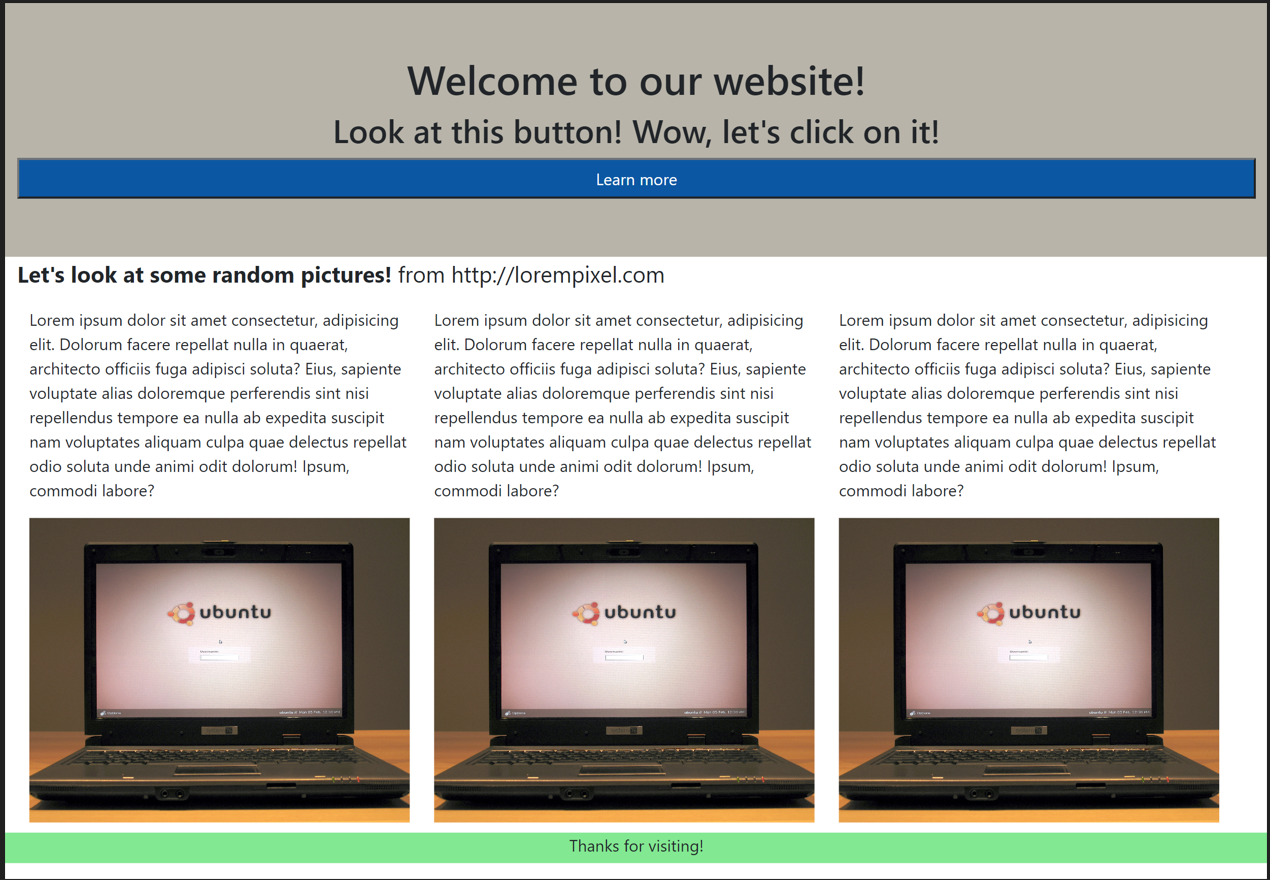 Welcome to our website!
Look at this button! Wow, let's click on it!
Learn more
Let's look at some random pictures! from http://lorempixel.com
Lorem ipsum dolor sit amet consectetur, adipisicing
elit. Dolorum facere repellat nulla in quaerat,
architecto officiis fuga adipisci soluta? Eius, sapiente
voluptate alias doloremque perferendis sint nisi
repellendus tempore ea nulla ab expedita suscipit
nam voluptates aliquam culpa quae delectus repellat
odio soluta unde animi odit dolorum! Ipsum,
commodi labore?
Lorem ipsum dolor sit amet consectetur, adipisicing
elit. Dolorum facere repellat nulla in quaerat,
architecto officiis fuga adipisci soluta? Eius, sapiente
voluptate alias doloremque perferendis sint nisi
repellendus tempore ea nulla ab expedita suscipit
nam voluptates aliquam culpa quae delectus repellat
odio soluta unde animi odit dolorum! Ipsum,
commodi labore?
Lorem ipsum dolor sit amet consectetur, adipisicing
elit. Dolorum facere repellat nulla in quaerat,
architecto officiis fuga adipisci soluta? Eius, sapiente
voluptate alias doloremque perferendis sint nisi
repellendus tempore ea nulla ab expedita suscipit
nam voluptates aliquam culpa quae delectus repellat
odio soluta unde animi odit dolorum! Ipsum,
commodi labore?
ubuntu
ubuntu
ubuntu
Thanks for visiting!